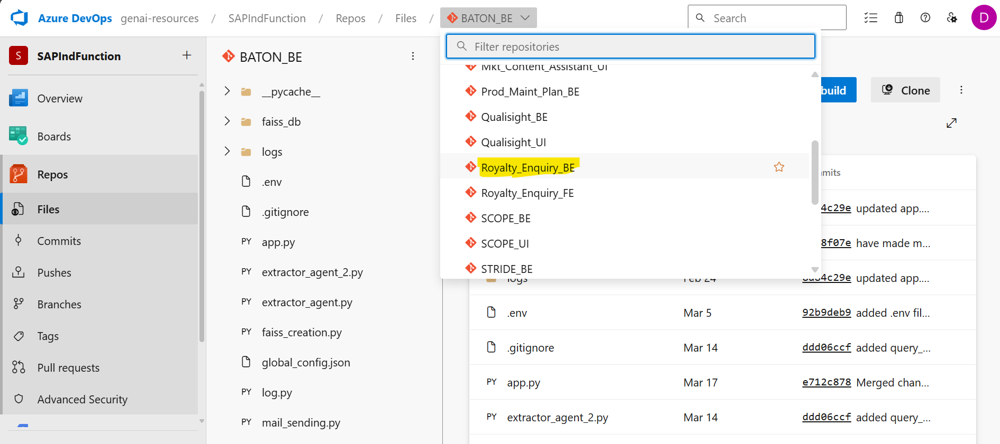 Azure DevOps genai-resources / SAPIndFunction / Repos / Files / BATON_BE
Search
D
S SAPIndFunction +
Overview
Boards
Repos
Files
Commits
Pushes
Branches
Tags
Pull requests
Advanced Security
BATON_BE
__pycache__
faiss_db
logs
.env
.gitignore
PY app.py
PY extractor_agent_2.py
PY extractor_agent.py
PY faiss_creation.py
global_config.json
PY log.py
PY mail_sending.py
Filter repositories
Mkt_Content_Assistant_UI
Prod_Maint_Plan_BE
Qualisight_BE
Qualisight_UI
Royalty_Enquiry_BE
Royalty_Enquiry_FE
SCOPE_BE
SCOPE_UI
STRIDE_BE
build
Clone
mits
4c29e updated app....
8f07e have made m...
logs Feb 24 4c29e updated app....
.env Mar 5 92b9deb9 added .env fil...
.gitignore Mar 14 ddd06ccf added query_...
PY app.py Mar 17 e712c878 Merged chan...
PY extractor_agent_2.py Mar 14 ddd06ccf added query_...